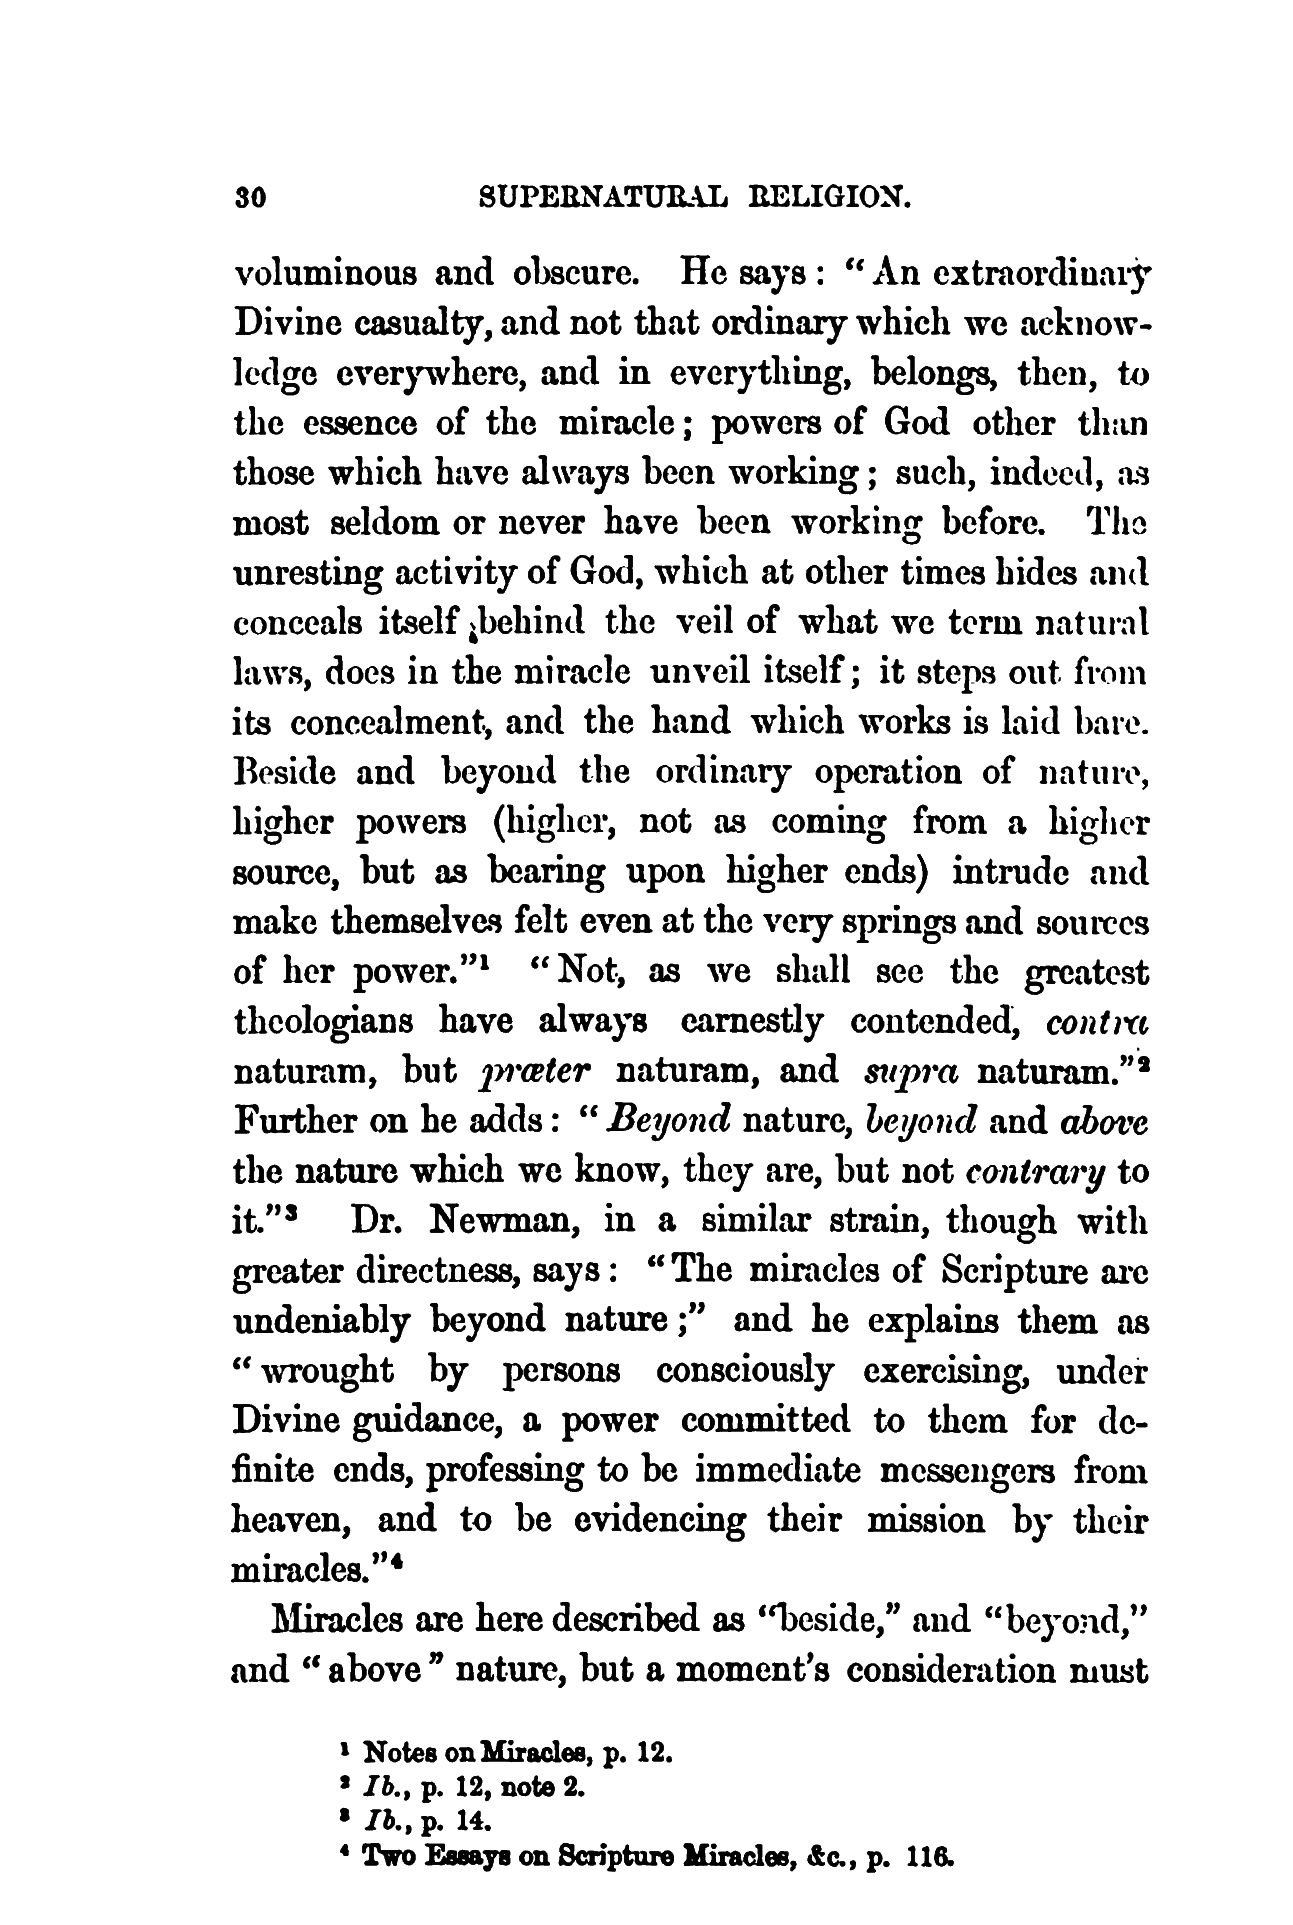 30 SUPERNATURAL RELIGION.
voluminous and obscure. He says : “ An extraordinary
Divine casualty, and not that ordinary which we acknow-
ledge everywhere, and in everything, belongs, then, to
the essence of the miracle ; powers of God other than
those which have always been working ; such, indeed, as
most seldom or never have been working before. The
unresting activity of God, which at other times hides and
conceals itself behind the veil of what we term natural
laws, does in the miracle unveil itself ; it steps out from
its concealment, and the hand which works is laid bare.
Beside and beyond the ordinary operation of nature,
higher powers (higher, not as coming from a higher
source, but as bearing upon higher ends) intrude and
make themselves felt even at the very springs and sources
of her power.”¹ “ Not, as we shall see the greatest
theologians have always earnestly contended, contra
naturam, but præter naturam, and supra naturam.”²
Further on he adds : “ Beyond nature, beyond and above
the nature which we know, they are, but not contrary to
it.”³ Dr. Newman, in a similar strain, though with
greater directness, says : “ The miracles of Scripture are
undeniably beyond nature ;” and he explains them as
“ wrought by persons consciously exercising, under
Divine guidance, a power committed to them for de-
finite ends, professing to be immediate messengers from
heaven, and to be evidencing their mission by their
miracles.”⁴
Miracles are here described as “beside,” and “beyond,”
and “ above ” nature, but a moment’s consideration must
¹ Notes on Miracles, p. 12.
² Ib., p. 12, note 2.
³ Ib., p. 14.
⁴ Two Essays on Scripture Miracles, &c., p. 116.